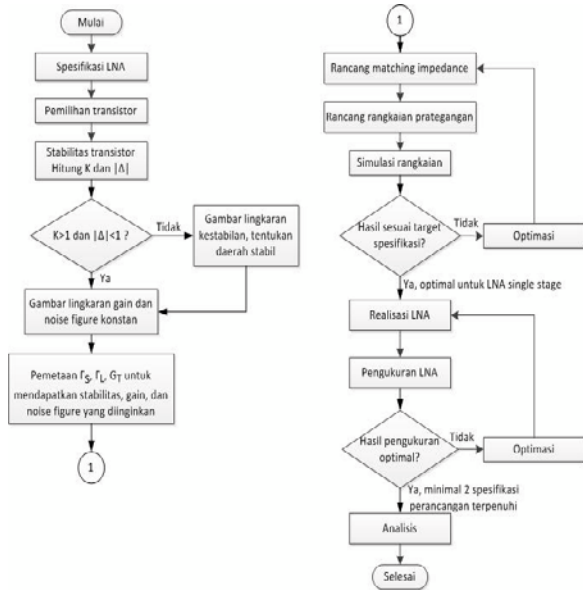 Mulai
Spesifikasi LNA
Pemilihan transistor
Stabilitas transistor
Hitung K dan |Δ|
K>1 dan |Δ|<1 ?
Tidak
Gambar lingkaran
kestabilan, tentukan
daerah stabil
Ya
Gambar lingkaran gain dan
noise figure konstan
Pemetaan ΓS, ΓL, GT untuk
mendapatkan stabilitas, gain, dan
noise figure yang diinginkan
1
1
Rancang matching impedance
Rancang rangkaian prategangan
Simulasi rangkaian
Hasil sesuai target
spesifikasi?
Tidak
Optimasi
Ya, optimal untuk LNA single stage
Realisasi LNA
Pengukuran LNA
Hasil pengukuran
optimal?
Tidak
Optimasi
Ya, minimal 2 spesifikasi
perancangan terpenuhi
Analisis
Selesai